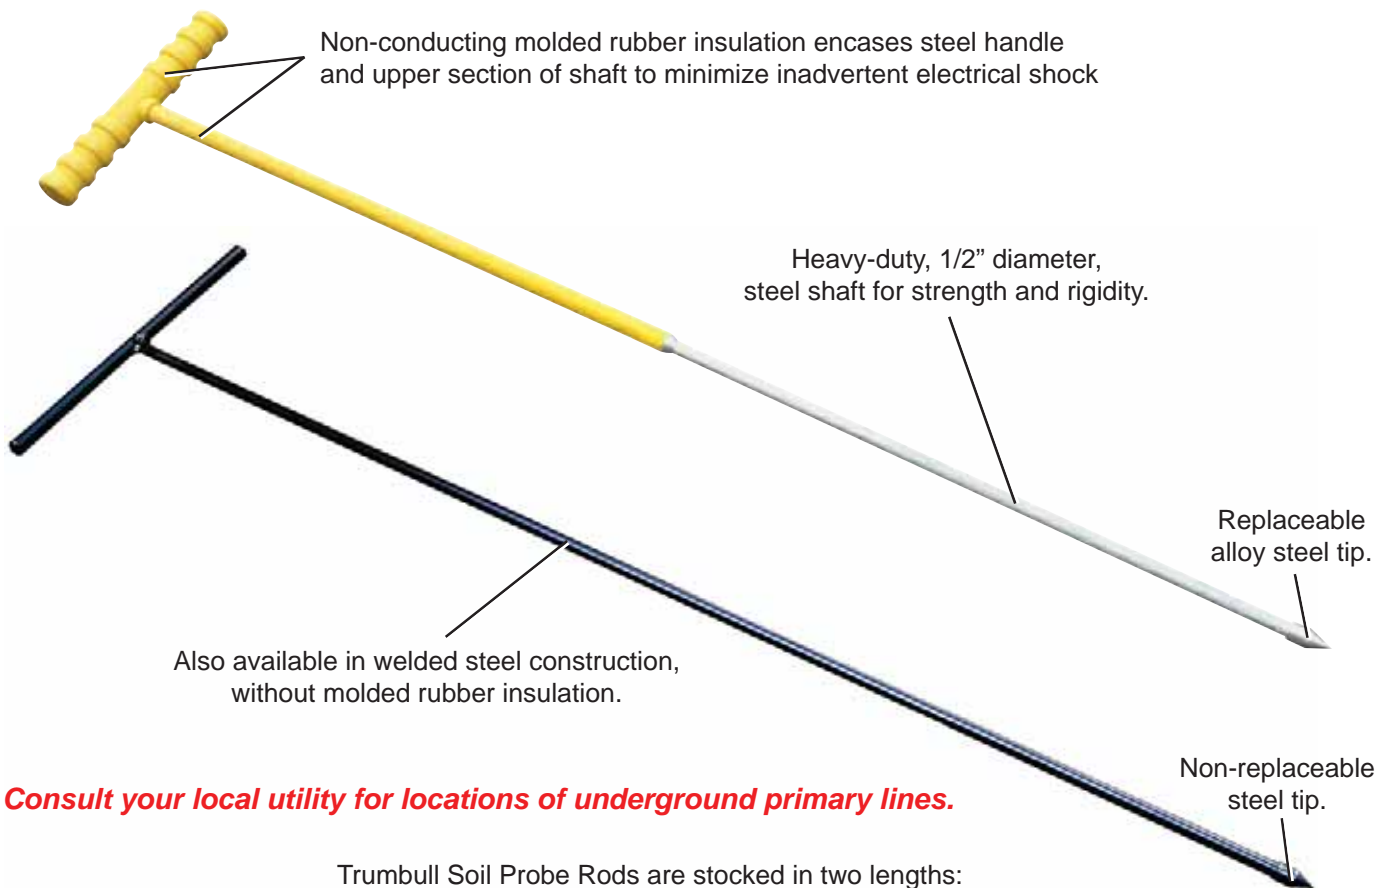 Non-conducting molded rubber insulation encases steel handle
and upper section of shaft to minimize inadvertent electrical shock
Heavy-duty, 1/2” diameter,
steel shaft for strength and rigidity.
Replaceable
alloy steel tip.
Also available in welded steel construction,
without molded rubber insulation.
Non-replaceable
steel tip.
Consult your local utility for locations of underground primary lines.
Trumbull Soil Probe Rods are stocked in two lengths: